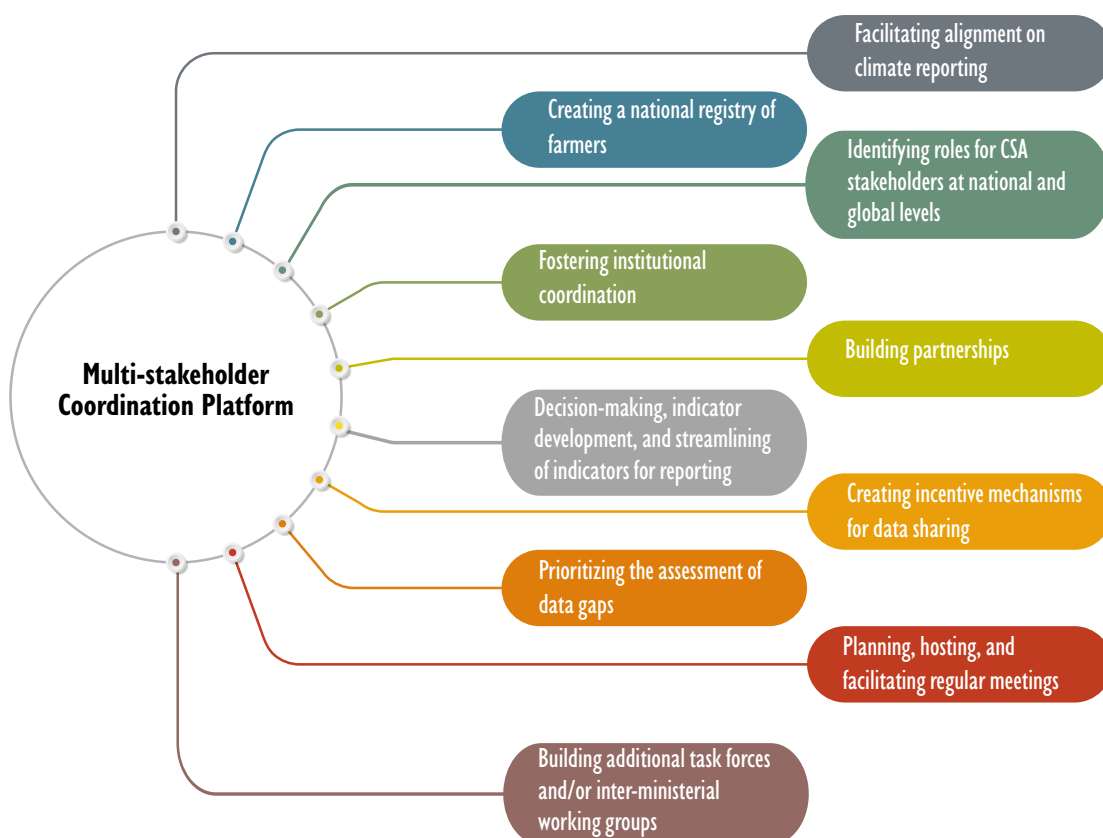 Facilitating alignment on
climate reporting
Creating a national registry of
farmers
Identifying roles for CSA
stakeholders at national and
global levels
Fostering institutional
coordination
Building partnerships
Multi-stakeholder
Coordination Platform
Decision-making, indicator
development, and streamlining
of indicators for reporting
Creating incentive mechanisms
for data sharing
Prioritizing the assessment of
data gaps
Planning, hosting, and
facilitating regular meetings
Building additional task forces
and/or inter-ministerial
working groups